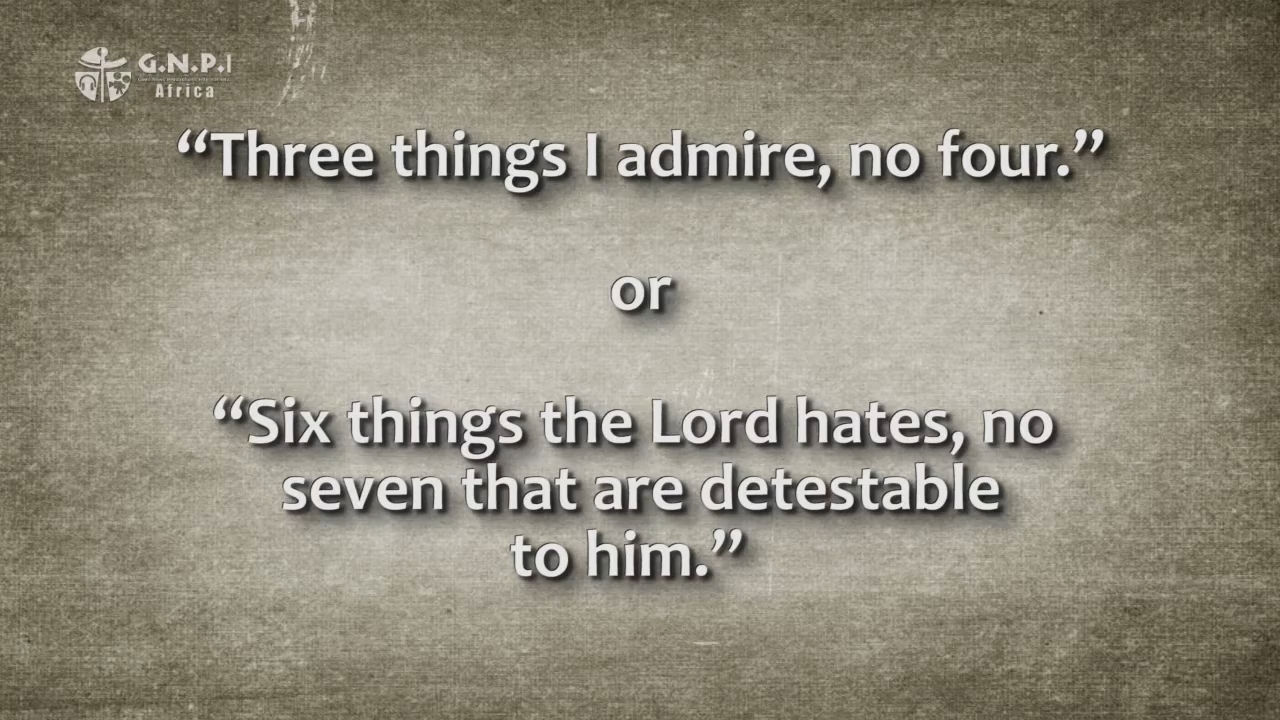 G.N.P.I
Africa
“Three things I admire, no four.”
or
“Six things the Lord hates, no
seven that are detestable
to him.”